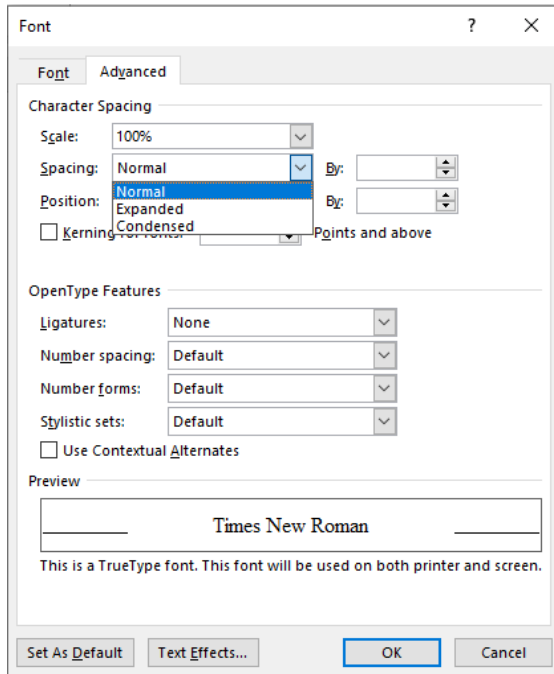 Font ? ×
Font Advanced
Character Spacing
Scale: 100%
Spacing: Normal By:
Normal
Position: By:
Expanded
Condensed
Kerning for fonts: Points and above
OpenType Features
Ligatures: None
Number spacing: Default
Number forms: Default
Stylistic sets: Default
Use Contextual Alternates
Preview
Times New Roman
This is a TrueType font. This font will be used on both printer and screen.
Set As Default Text Effects... OK Cancel